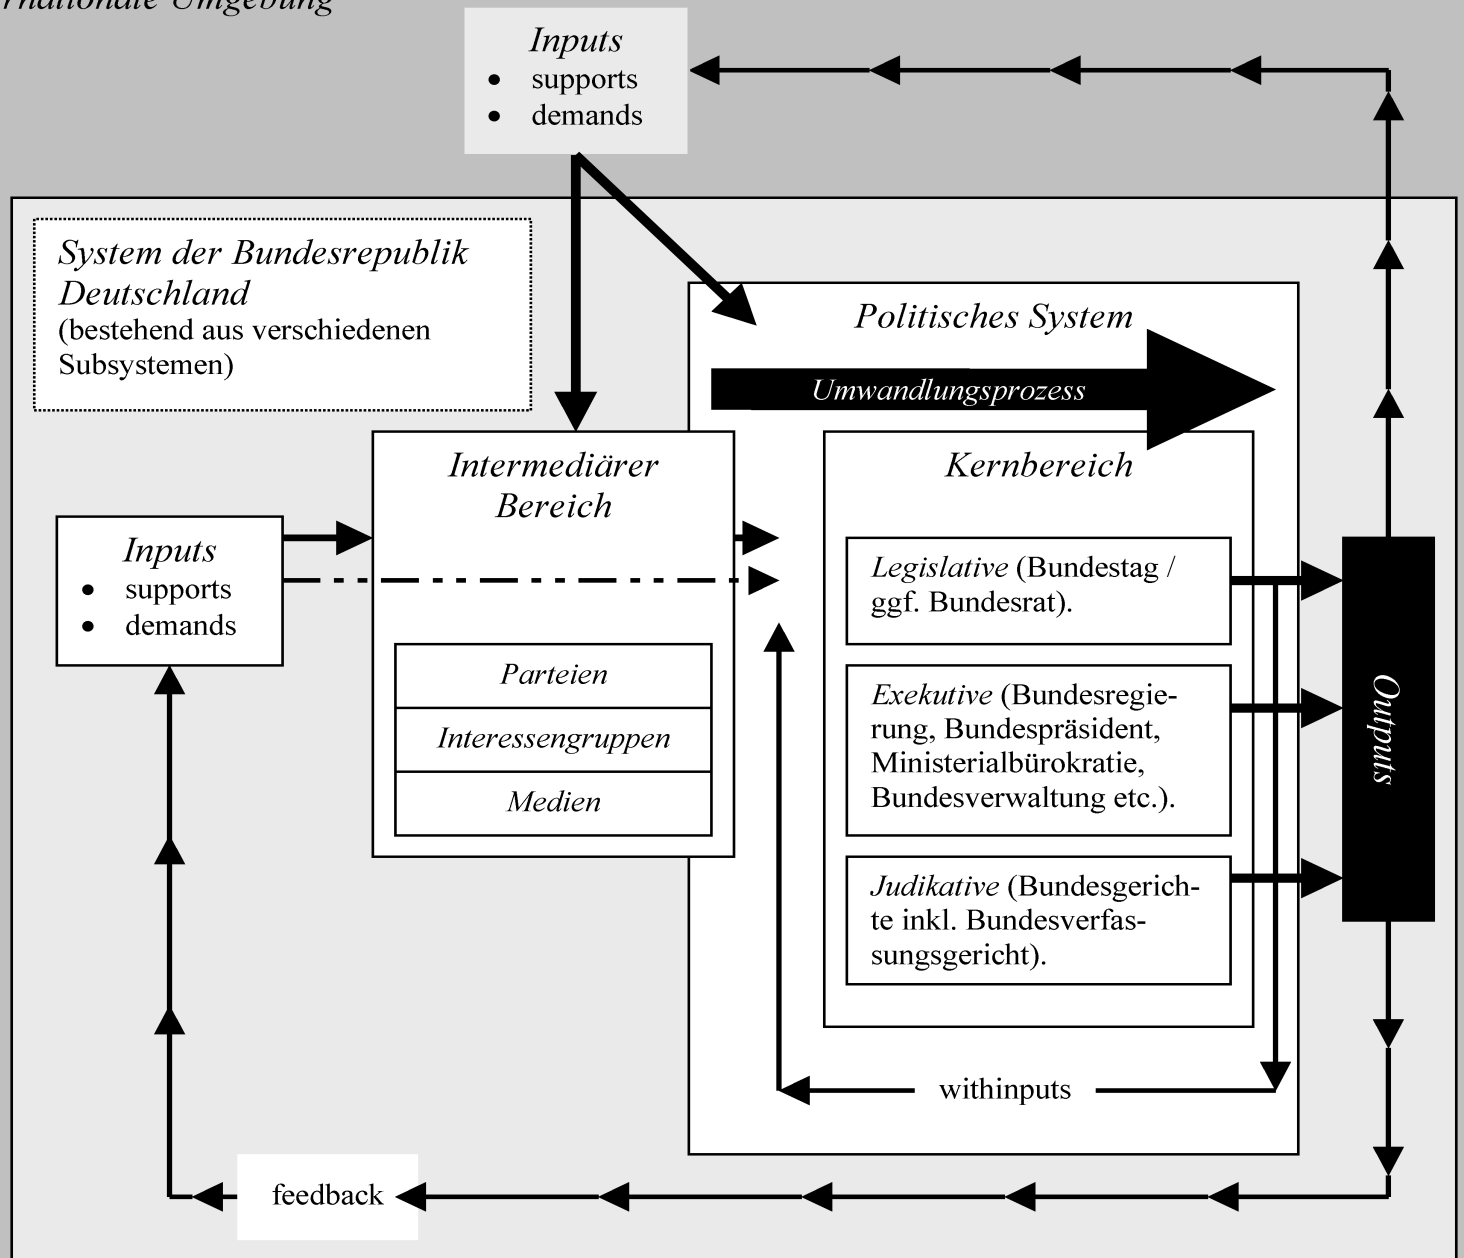 Umgebung
Inputs
• supports
• demands
System der Bundesrepublik
Deutschland
(bestehend aus verschiedenen
Subsystemen)
Politisches System
Umwandlungsprozess
Intermediärer
Bereich
Kernbereich
Inputs
• supports
• demands
Legislative (Bundestag /
ggf. Bundesrat).
Parteien
Interessengruppen
Medien
Exekutive (Bundesregie-
rung, Bundespräsident,
Ministerialbürokratie,
Bundesverwaltung etc.).
Judikative (Bundesgerich-
te inkl. Bundesverfas-
sungsgericht).
Outputs
withinputs
feedback